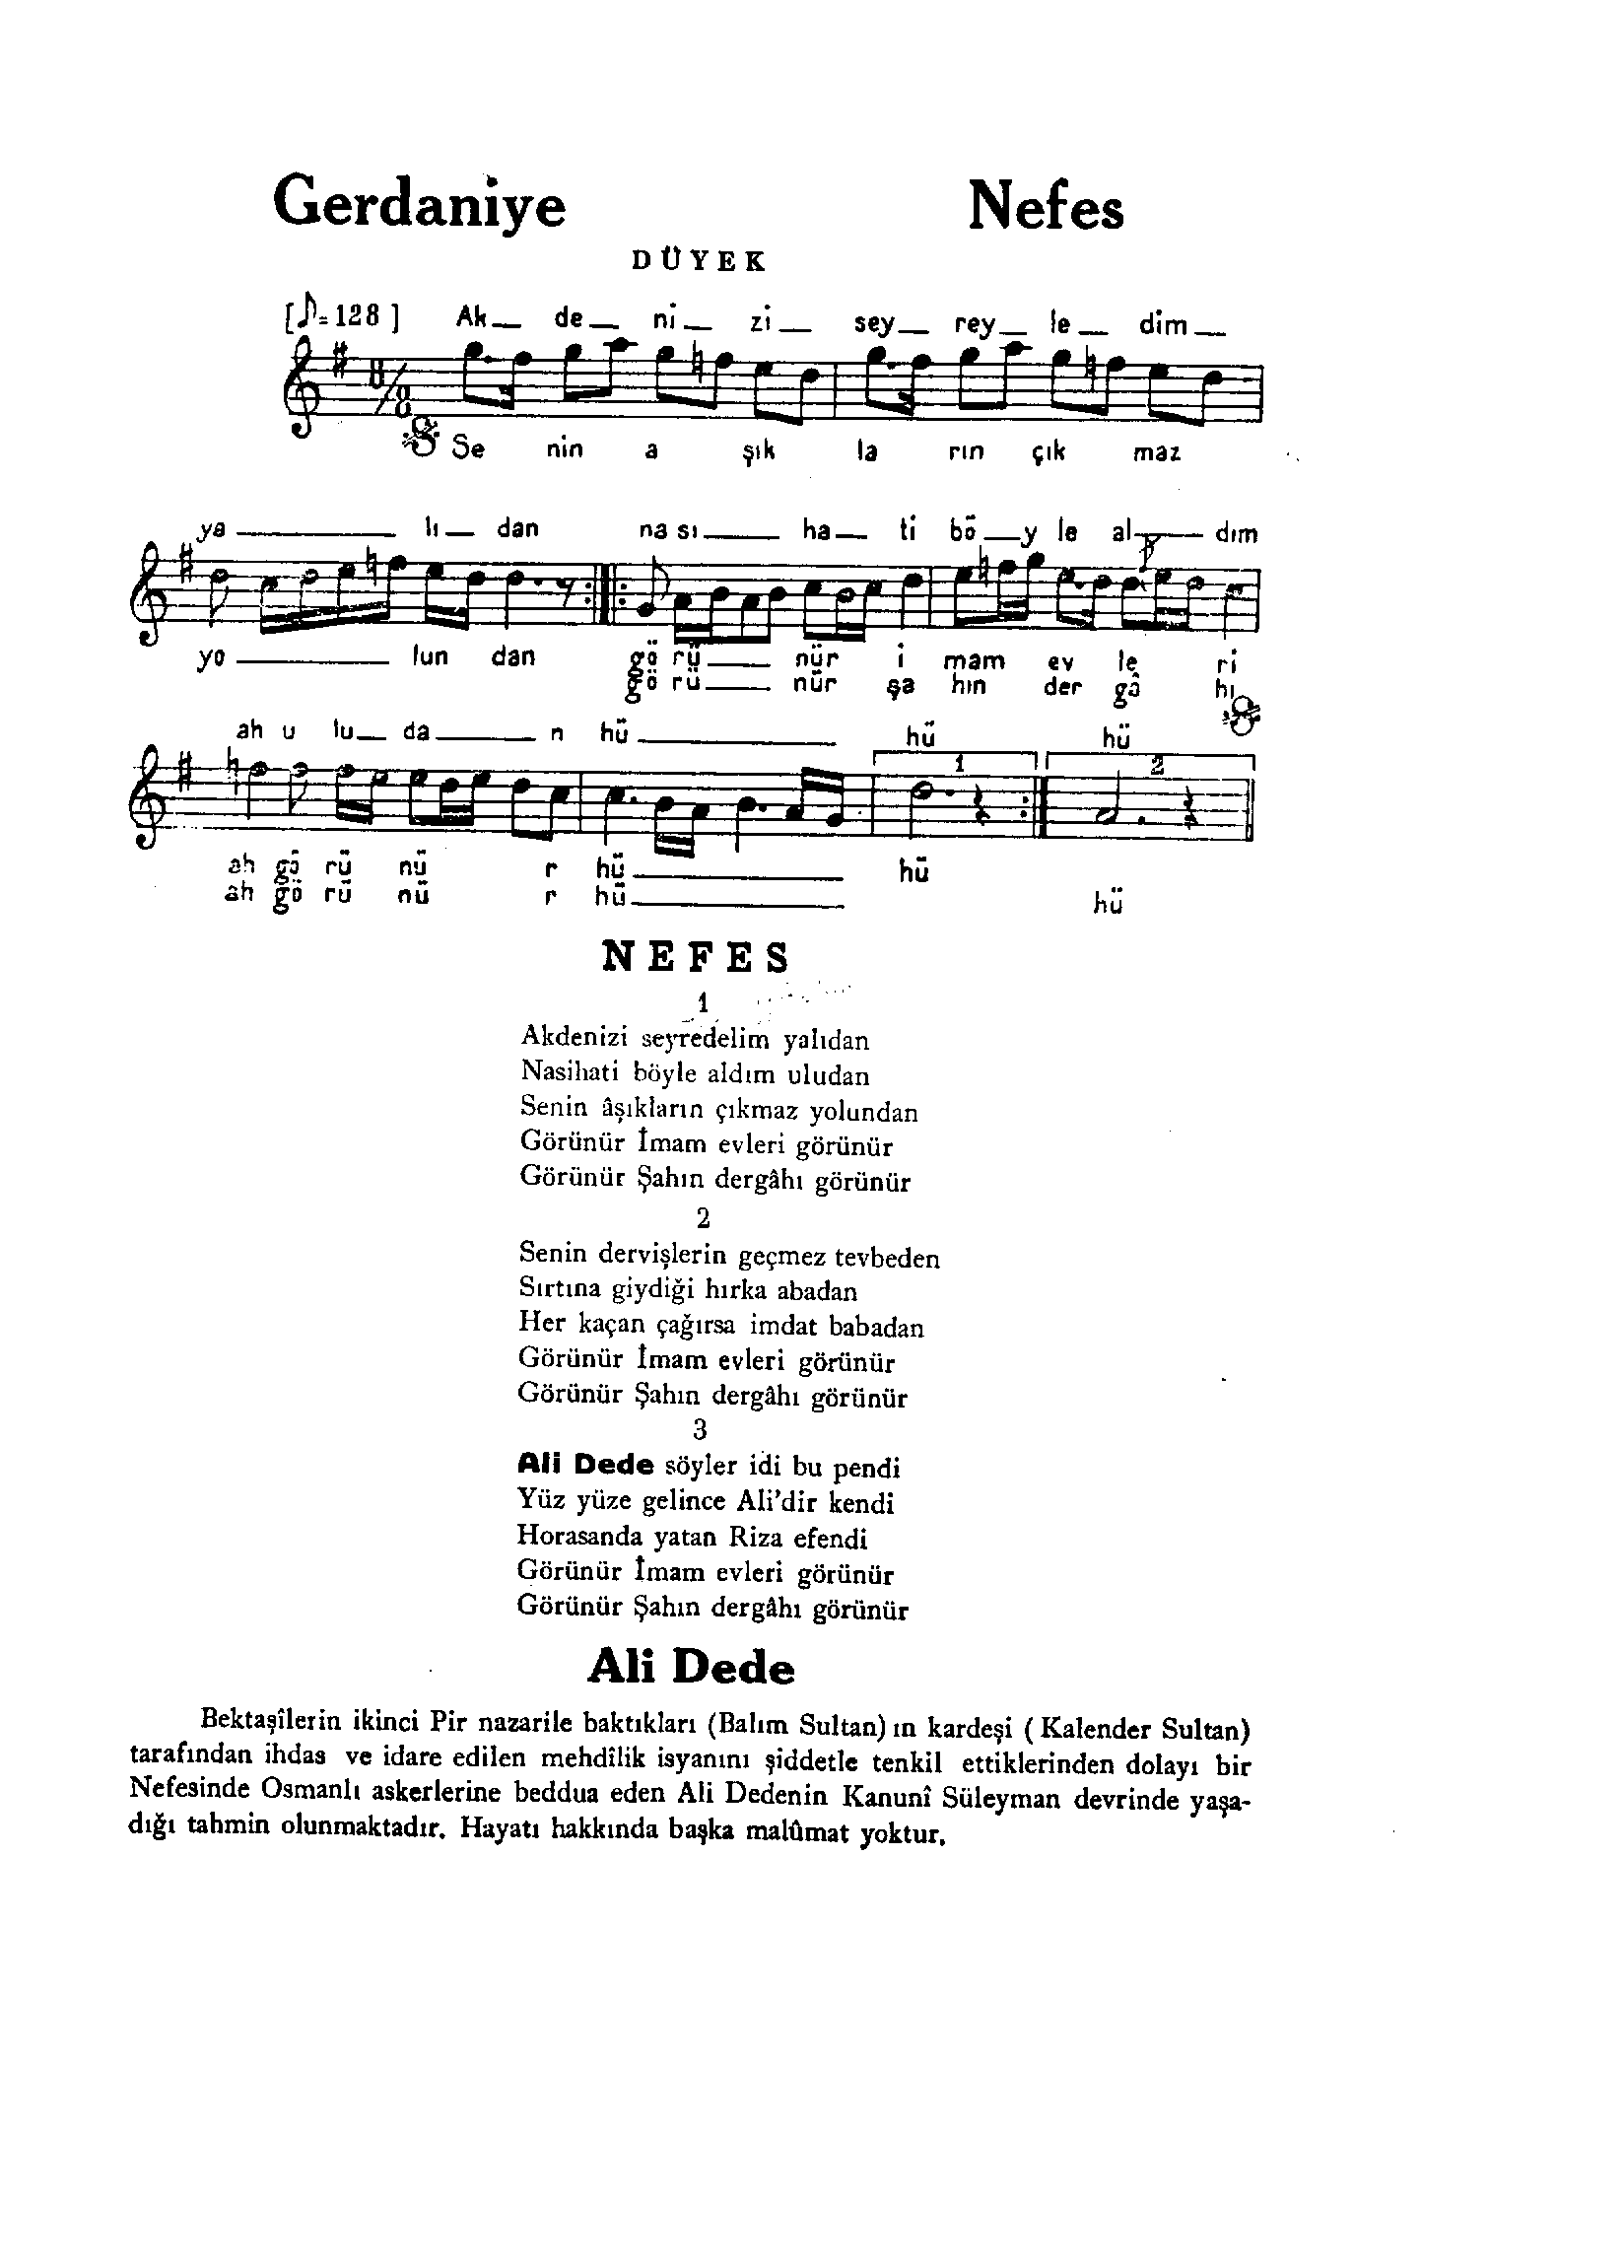 Gerdaniye Nefes
DÜYEK
[♪=128 ]
Ak— de— ni— zi— sey— rey— le— dim—
8/8
Se nin a şık la rın çık maz
ya——— lı— dan na sı—— ha— ti bö—y le al—— dım
yo——— lun dan gö rü—— nür i mam ev le ri
gö rü—— nür şa hın der gâ hı
ah u lu— da—— n hü——— hü hü
1 2
ah gö rü nü r hü——— hü
ah gö rü nü r hü——— hü
NEFES
1
Akdenizi seyredelim yalıdan
Nasihati böyle aldım uludan
Senin âşıkların çıkmaz yolundan
Görünür İmam evleri görünür
Görünür Şahın dergâhı görünür
2
Senin dervişlerin geçmez tevbeden
Sırtına giydiği hırka abadan
Her kaçan çağırsa imdat babadan
Görünür İmam evleri görünür
Görünür Şahın dergâhı görünür
3
Ali Dede söyler idi bu pendi
Yüz yüze gelince Ali'dir kendi
Horasanda yatan Riza efendi
Görünür İmam evleri görünür
Görünür Şahın dergâhı görünür
Ali Dede
Bektaşîlerin ikinci Pir nazarile baktıkları (Balım Sultan) ın kardeşi ( Kalender Sultan)
tarafından ihdas ve idare edilen mehdîlik isyanını şiddetle tenkil ettiklerinden dolayı bir
Nefesinde Osmanlı askerlerine beddua eden Ali Dedenin Kanunî Süleyman devrinde yaşa-
dığı tahmin olunmaktadır. Hayatı hakkında başka malûmat yoktur.